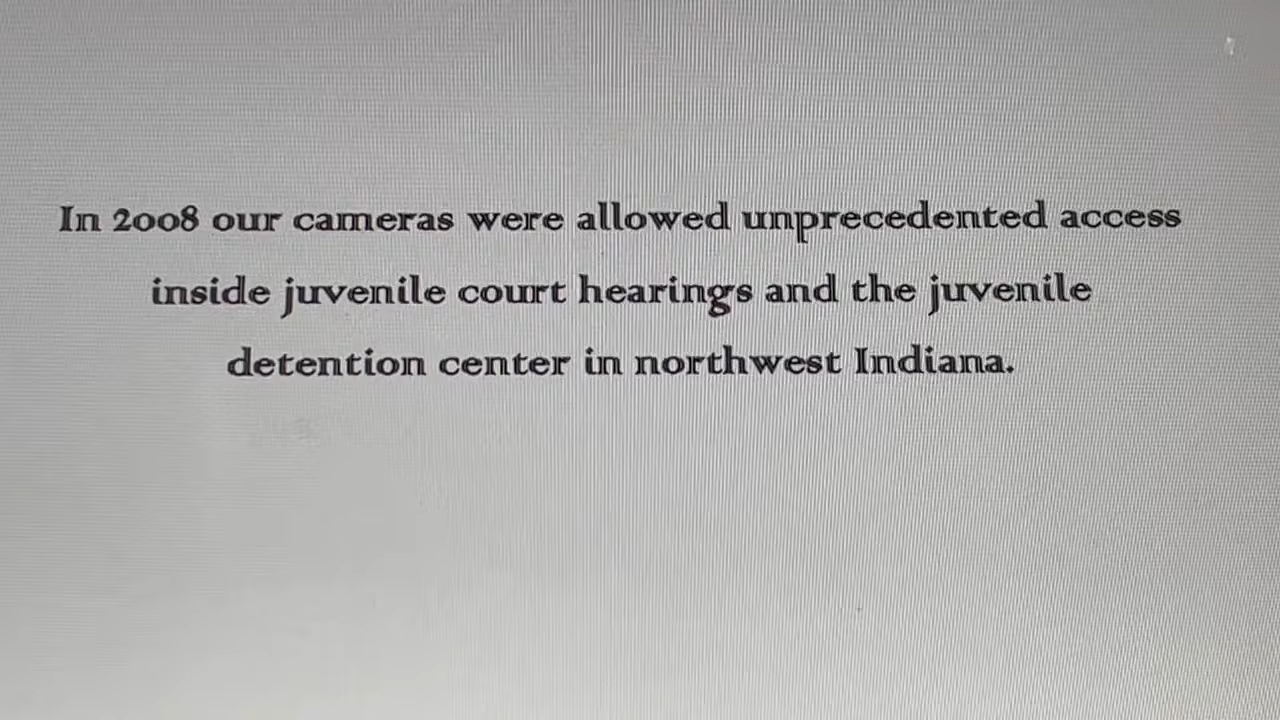 In 2008 our cameras were allowed unprecedented access
inside juvenile court hearings and the juvenile
detention center in northwest Indiana.